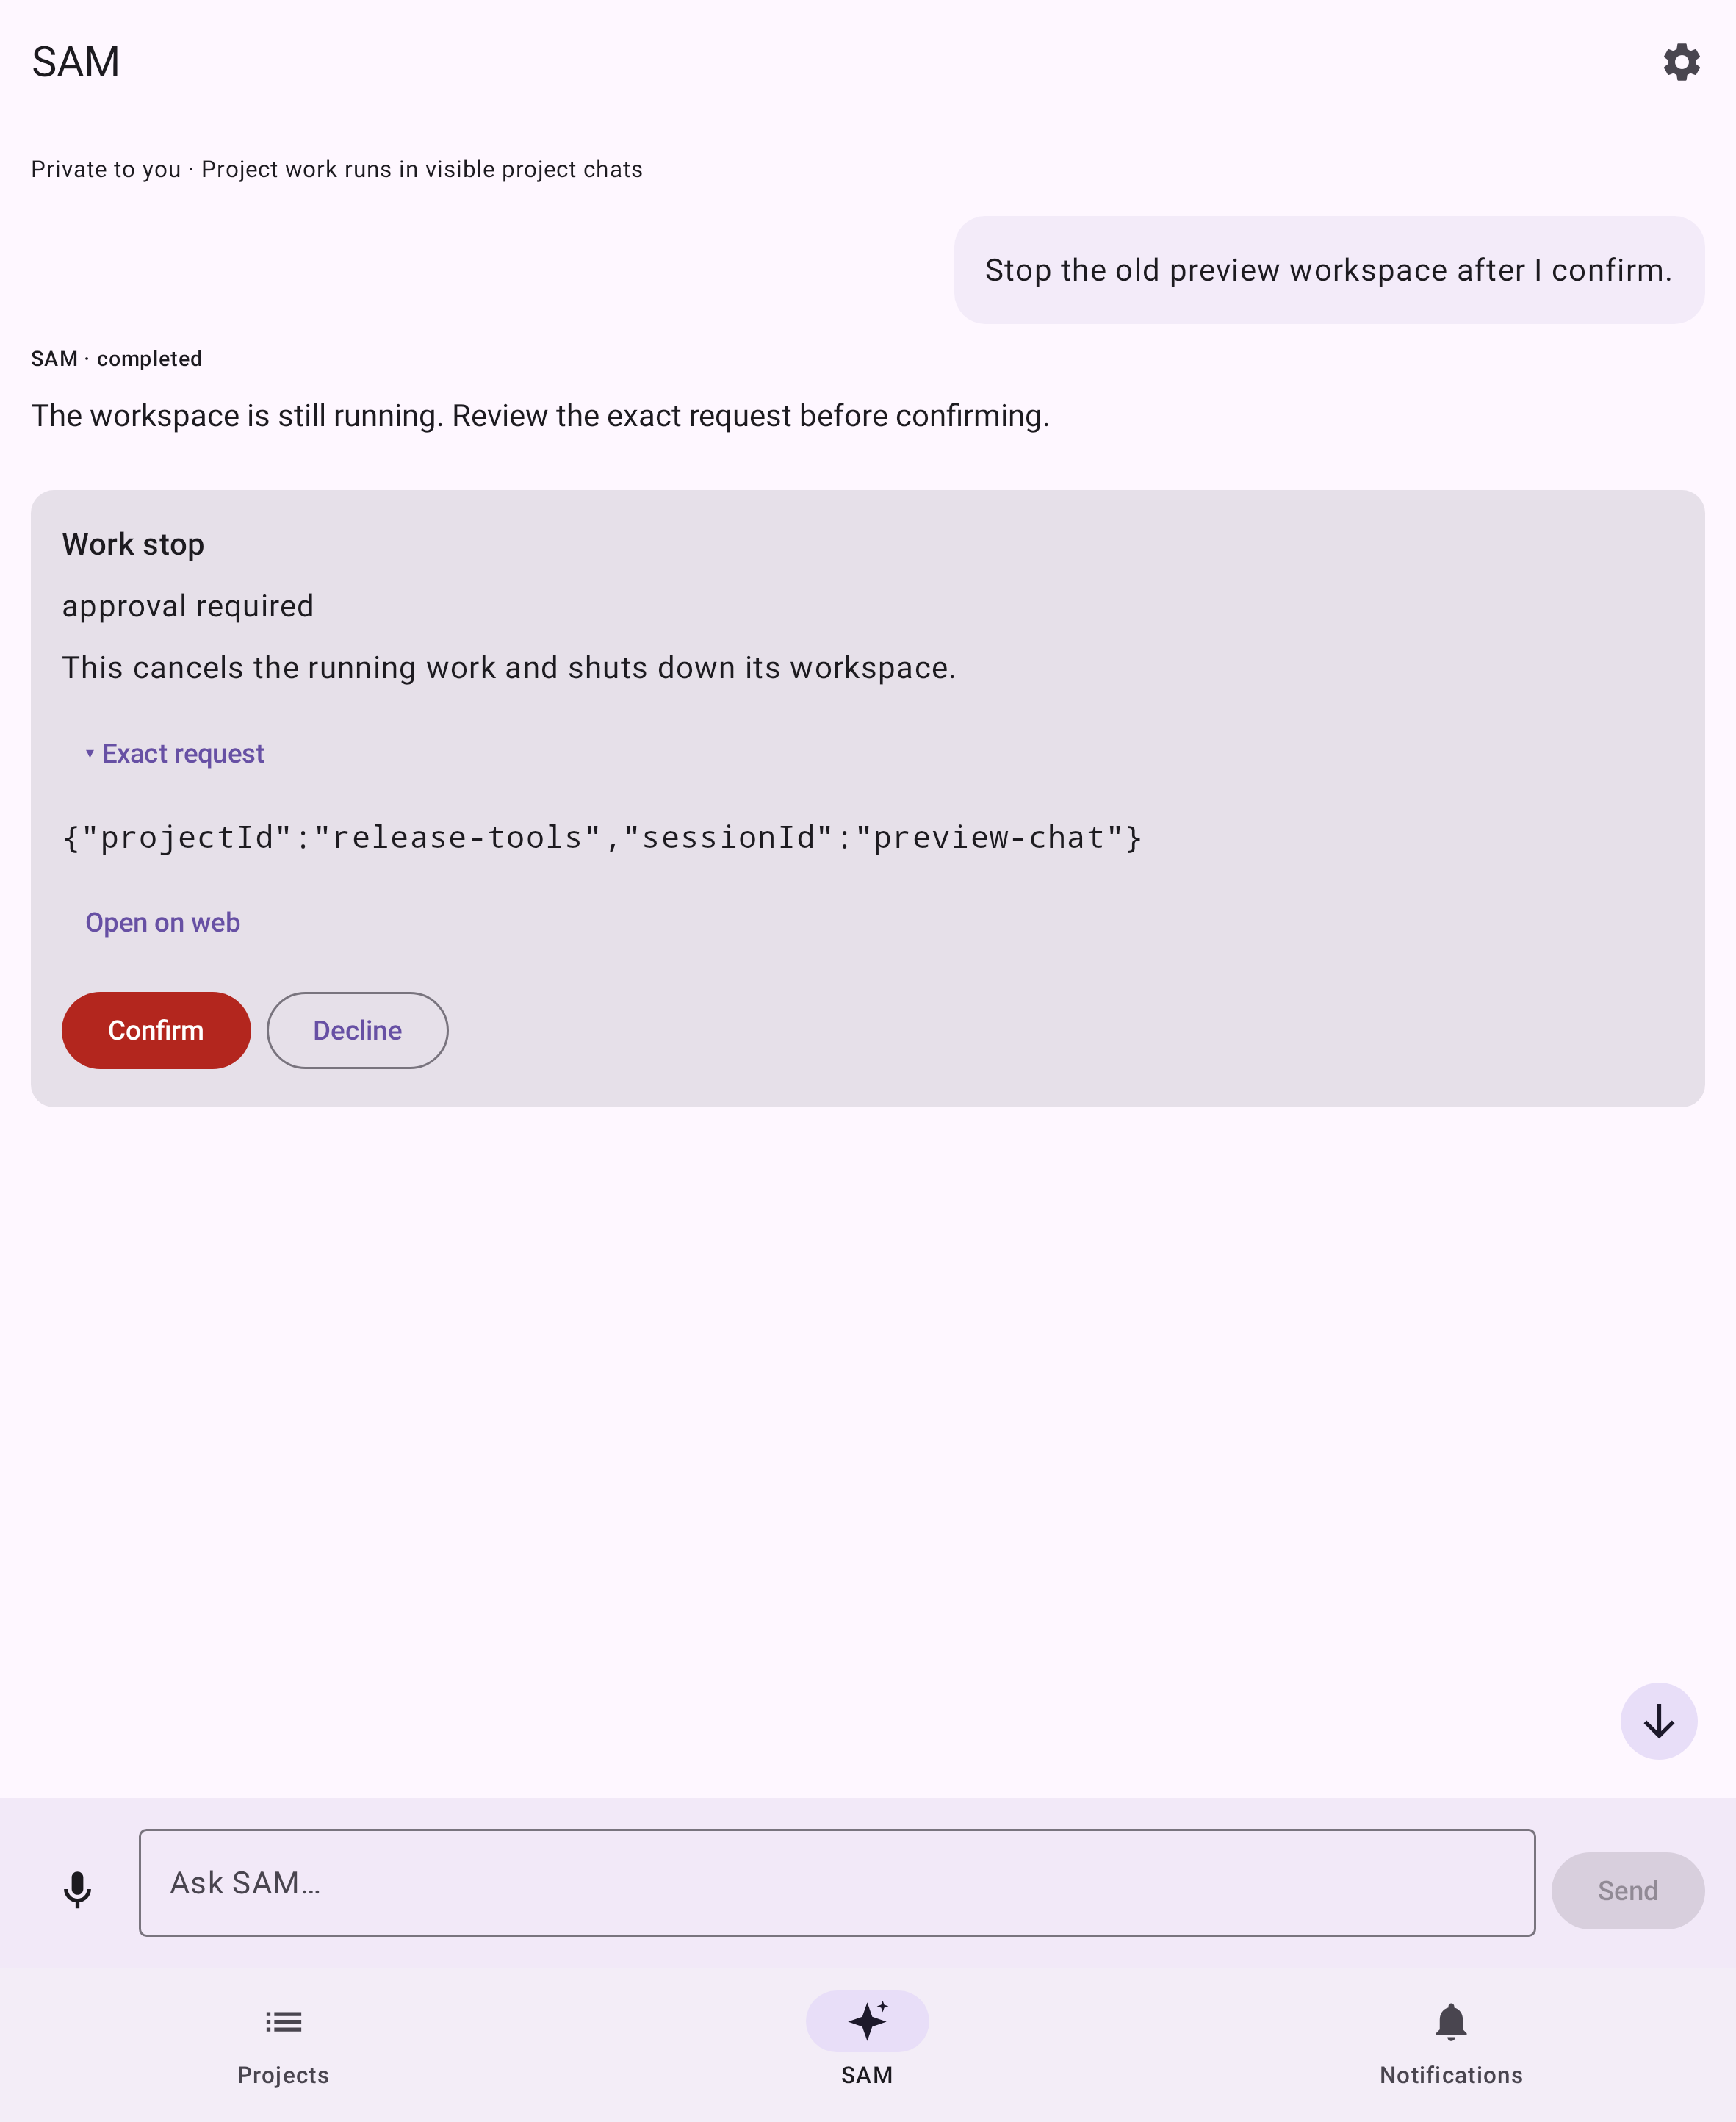 SAM
Private to you · Project work runs in visible project chats
Stop the old preview workspace after I confirm.
SAM · completed
The workspace is still running. Review the exact request before confirming.
Work stop
approval required
This cancels the running work and shuts down its workspace.
▾ Exact request
{"projectId":"release-tools","sessionId":"preview-chat"}
Open on web
Confirm
Decline
Ask SAM…
Send
Projects
SAM
Notifications